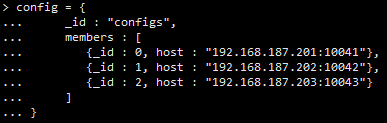 > config = {
...     _id : "configs",
...     members : [
...         {_id : 0, host : "192.168.187.201:10041"},
...         {_id : 1, host : "192.168.187.202:10042"},
...         {_id : 2, host : "192.168.187.203:10043"}
...     ]
... }